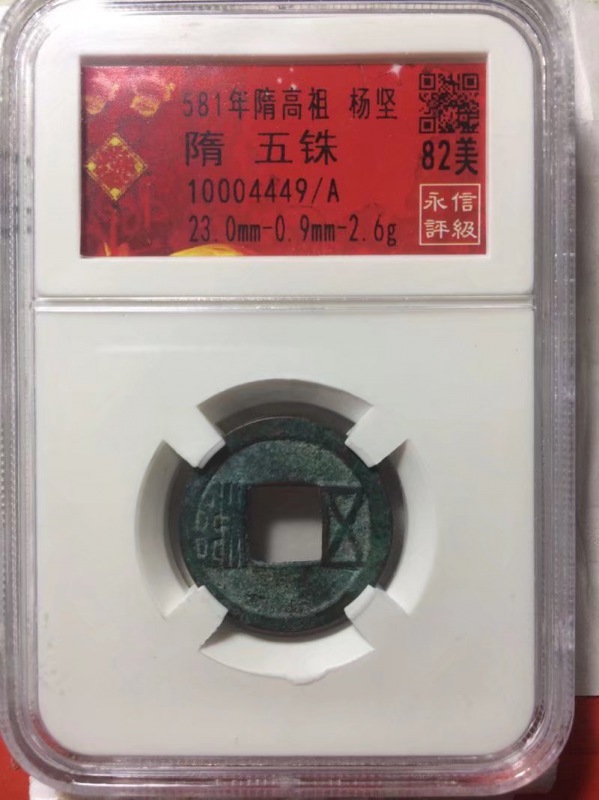 581年隋高祖 杨坚
隋 五铢
82美
10004449/A
23.0mm-0.9mm-2.6g
永信
評級
五銖